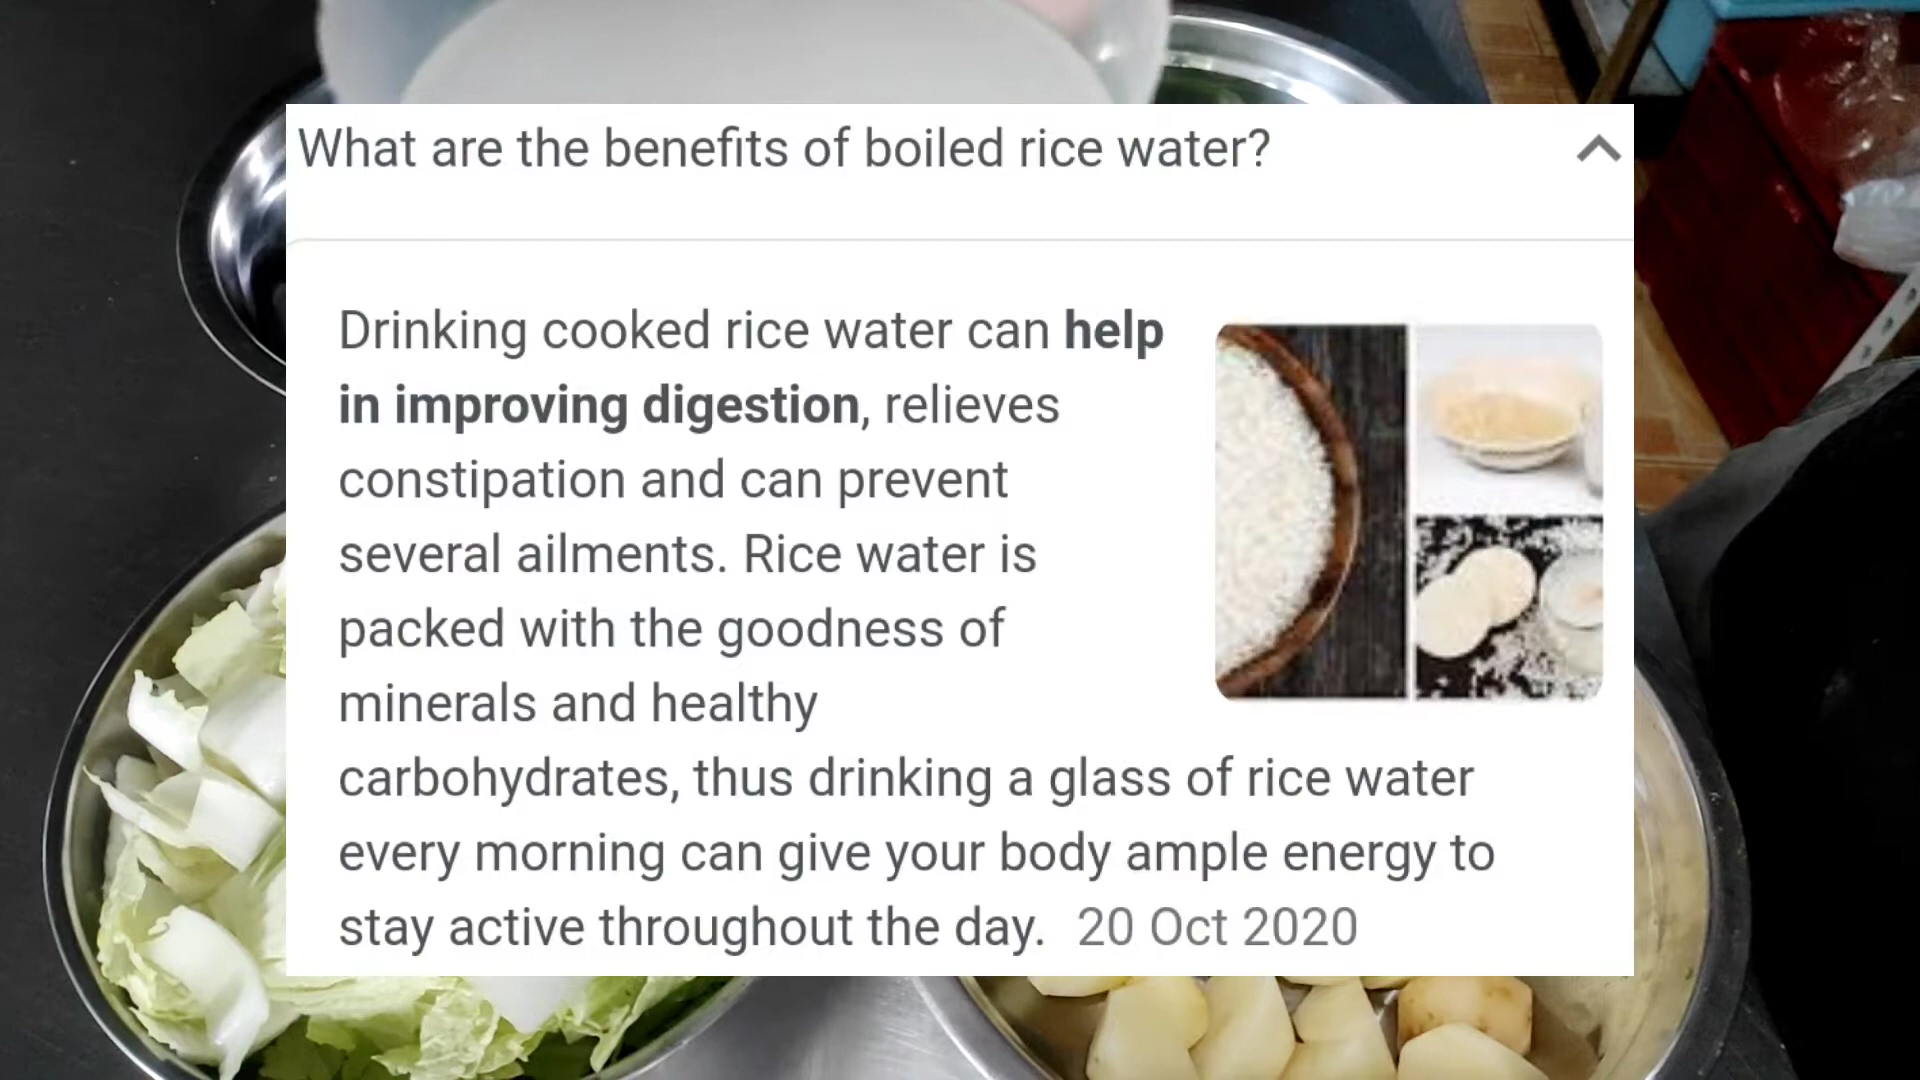 What are the benefits of boiled rice water?
Drinking cooked rice water can help
in improving digestion, relieves
constipation and can prevent
several ailments. Rice water is
packed with the goodness of
minerals and healthy
carbohydrates, thus drinking a glass of rice water
every morning can give your body ample energy to
stay active throughout the day. 20 Oct 2020